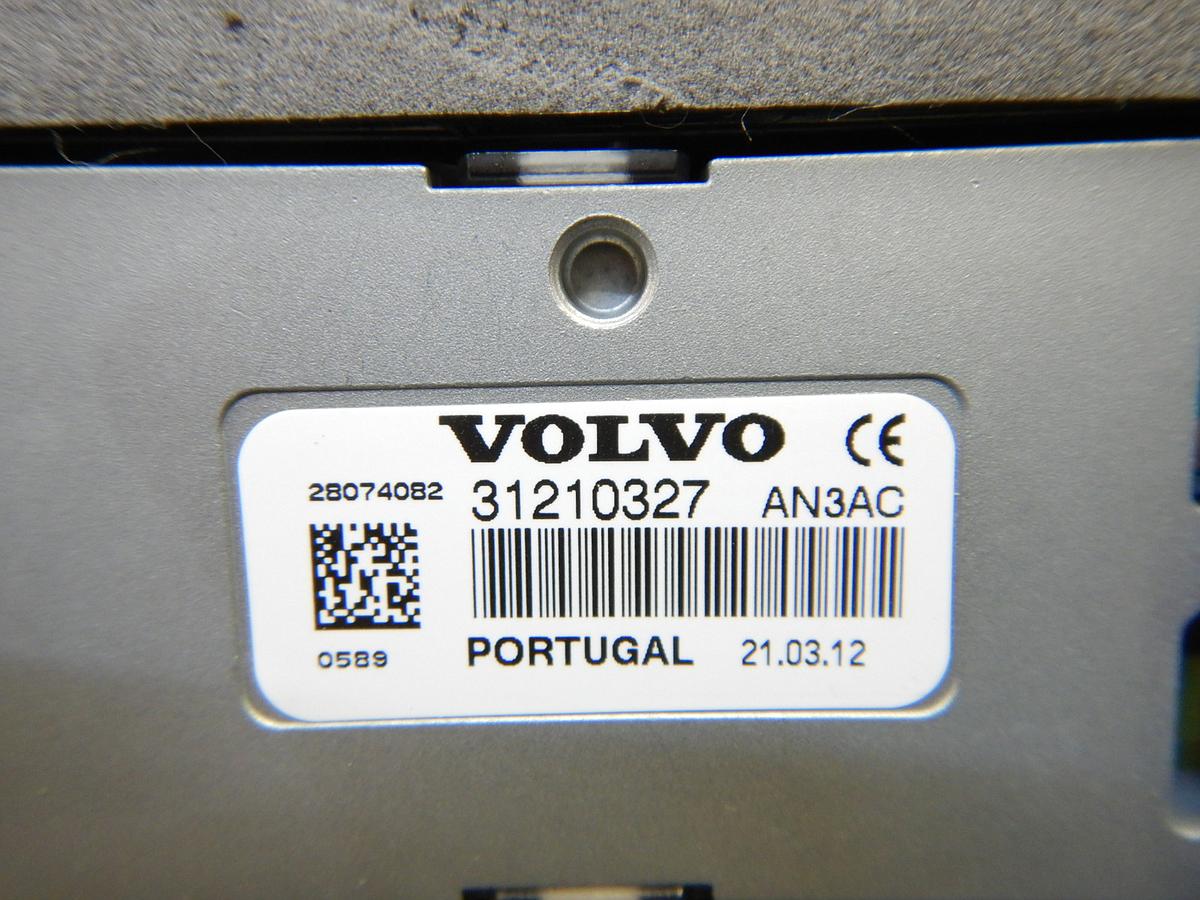 VOLVO CE
28074082 31210327 AN3AC
0589 PORTUGAL 21.03.12